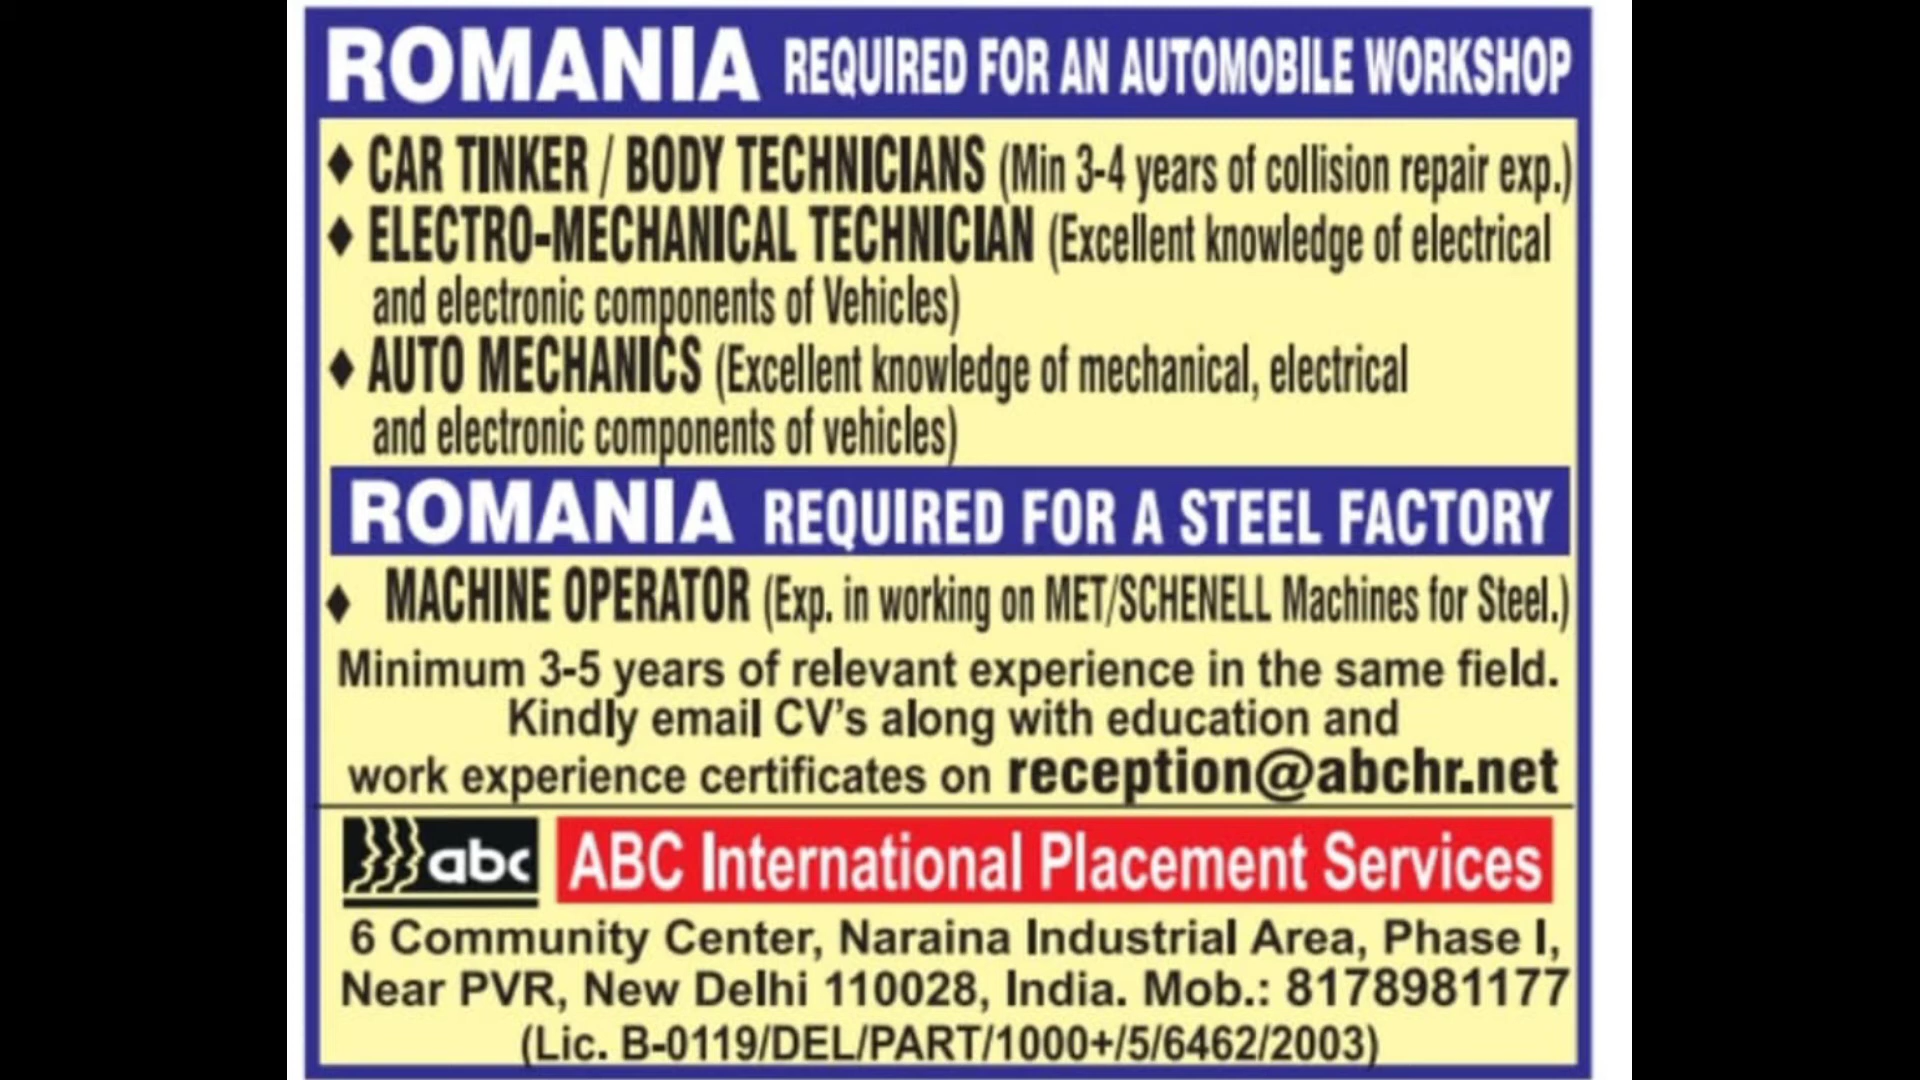 ROMANIA REQUIRED FOR AN AUTOMOBILE WORKSHOP
♦ CAR TINKER / BODY TECHNICIANS (Min 3-4 years of collision repair exp.)
♦ ELECTRO-MECHANICAL TECHNICIAN (Excellent knowledge of electrical
and electronic components of Vehicles)
♦ AUTO MECHANICS (Excellent knowledge of mechanical, electrical
and electronic components of vehicles)
ROMANIA REQUIRED FOR A STEEL FACTORY
♦ MACHINE OPERATOR (Exp. in working on MET/SCHENELL Machines for Steel.)
Minimum 3-5 years of relevant experience in the same field.
Kindly email CV's along with education and
work experience certificates on reception@abchr.net
abc ABC International Placement Services
6 Community Center, Naraina Industrial Area, Phase I,
Near PVR, New Delhi 110028, India. Mob.: 8178981177
(Lic. B-0119/DEL/PART/1000+/5/6462/2003)